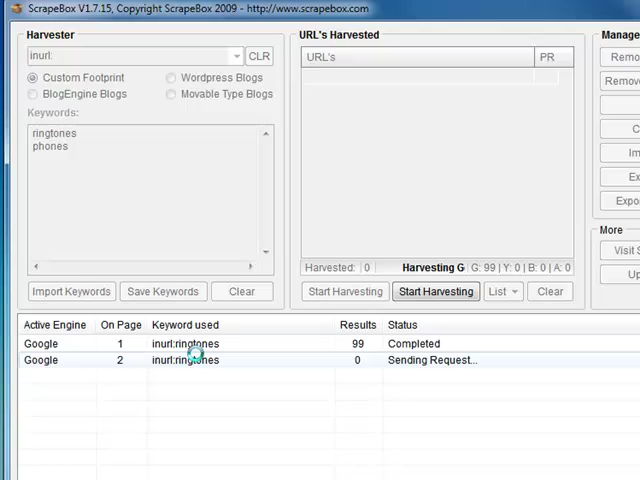 ScrapeBox V1.7.15, Copyright ScrapeBox 2009 - http://www.scrapebox.com
Harvester
inurl:
CLR
Custom Footprint
Wordpress Blogs
BlogEngine Blogs
Movable Type Blogs
Keywords:
ringtones
phones
Import Keywords
Save Keywords
Clear
URL's Harvested
URL's
PR
Harvested: 0
Harvesting G
G: 99 | Y: 0 | B: 0 | A: 0
Start Harvesting
Start Harvesting
List
Clear
Manage
Remo
Remove
C
Im
Ex
Expo
More
Visit S
Up
Active Engine On Page Keyword used Results Status
Google 1 inurl:ringtones 99 Completed
Google 2 inurl:ringtones 0 Sending Request...